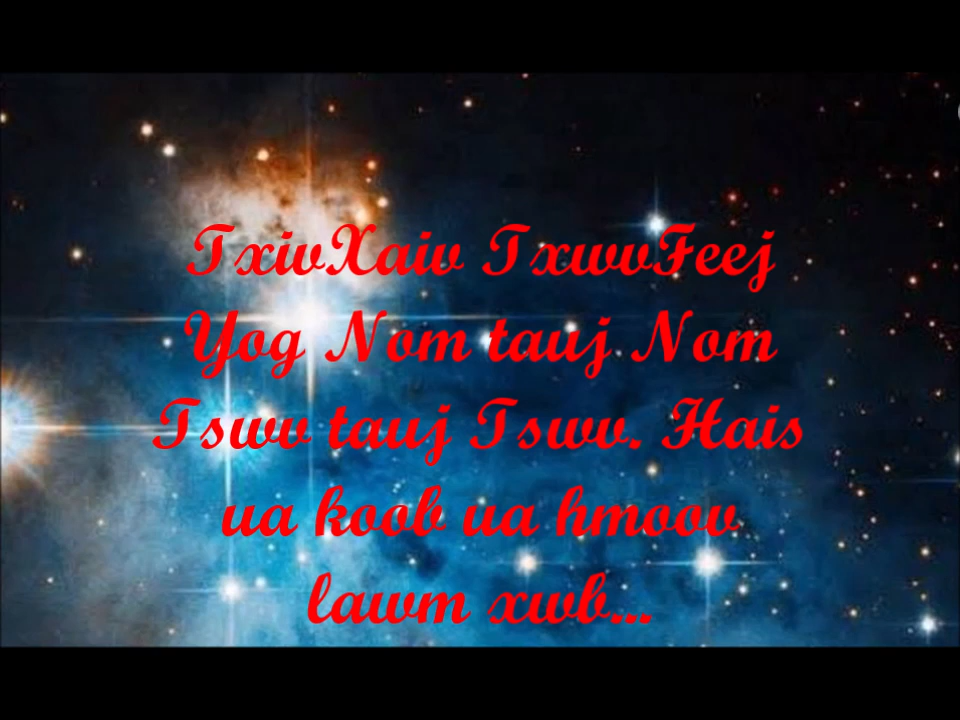 TxivXaiv TxwvFeej
Yog Nom tauj Nom
Tswv tauj Tswv. Hais
ua koob ua hmoov
lawm xwb...